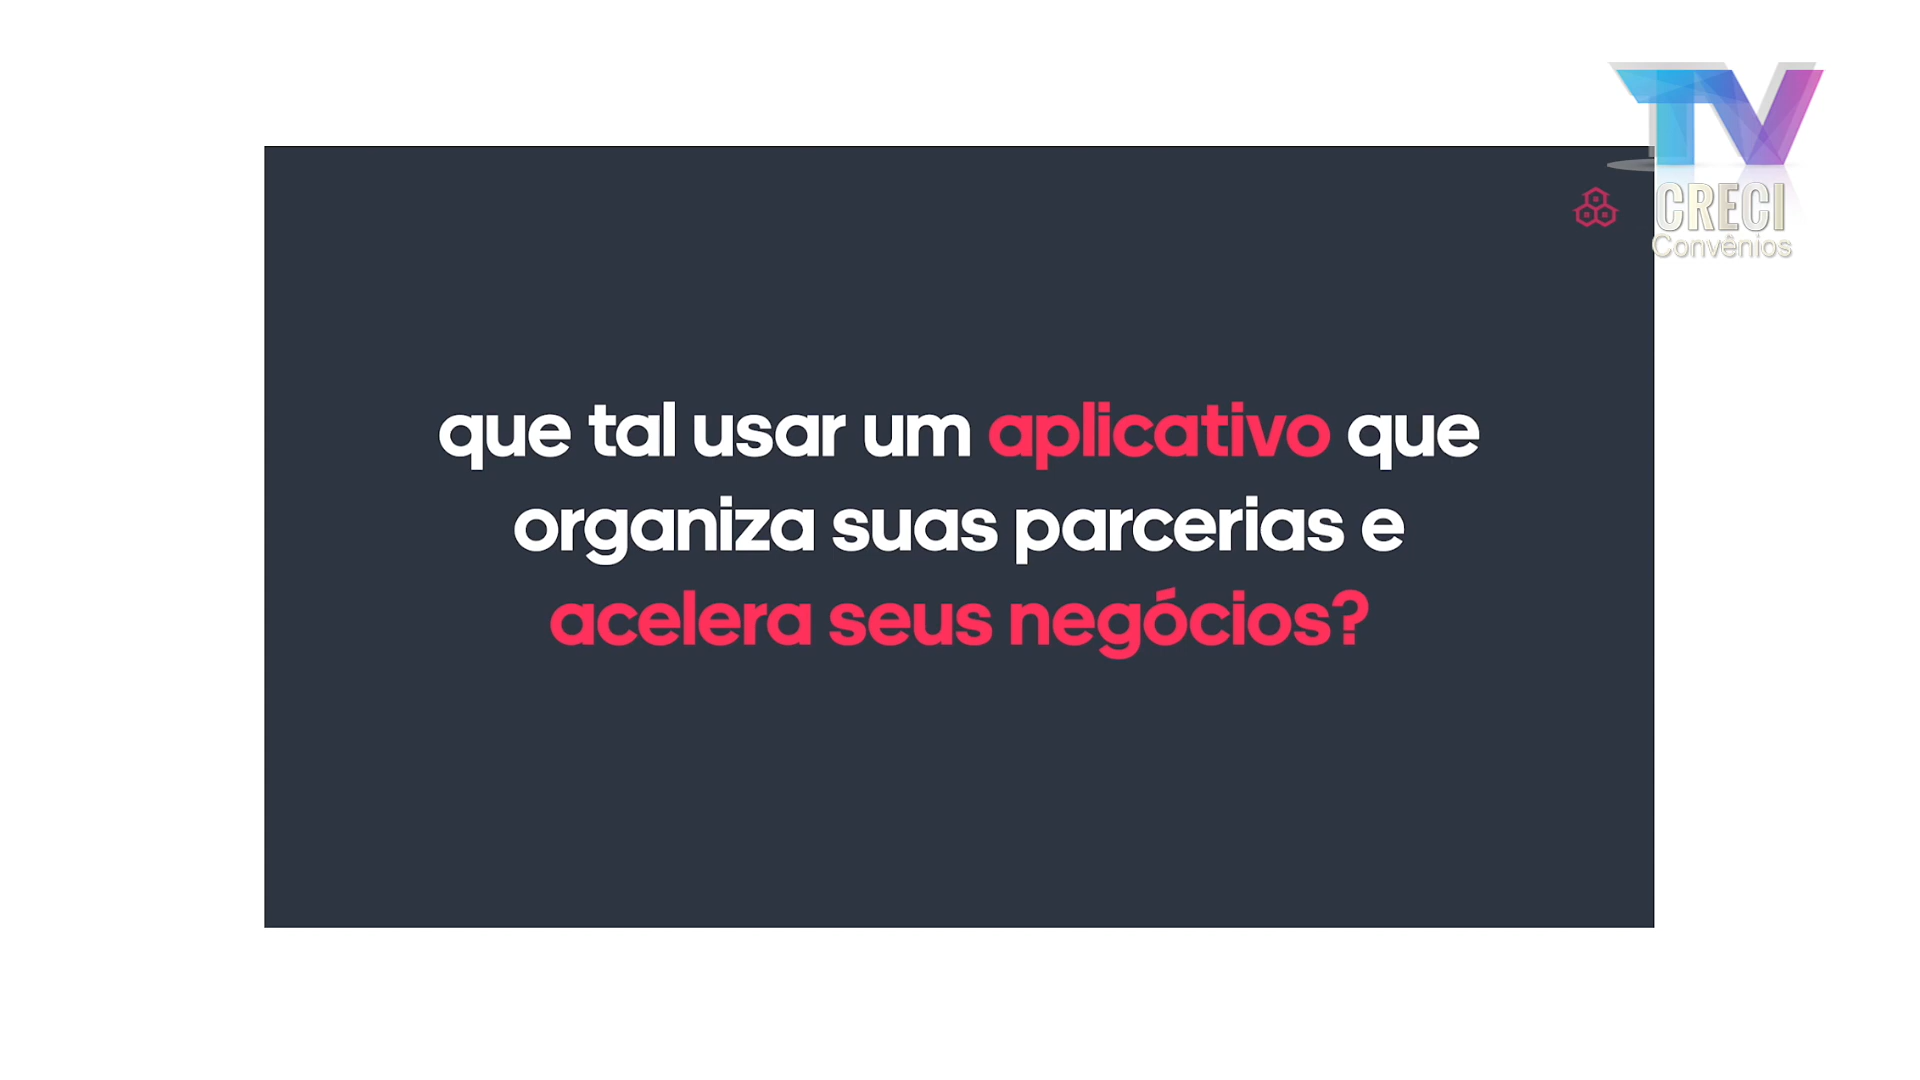 TV
CRECI
Convênios
que tal usar um aplicativo que
organiza suas parcerias e
acelera seus negócios?